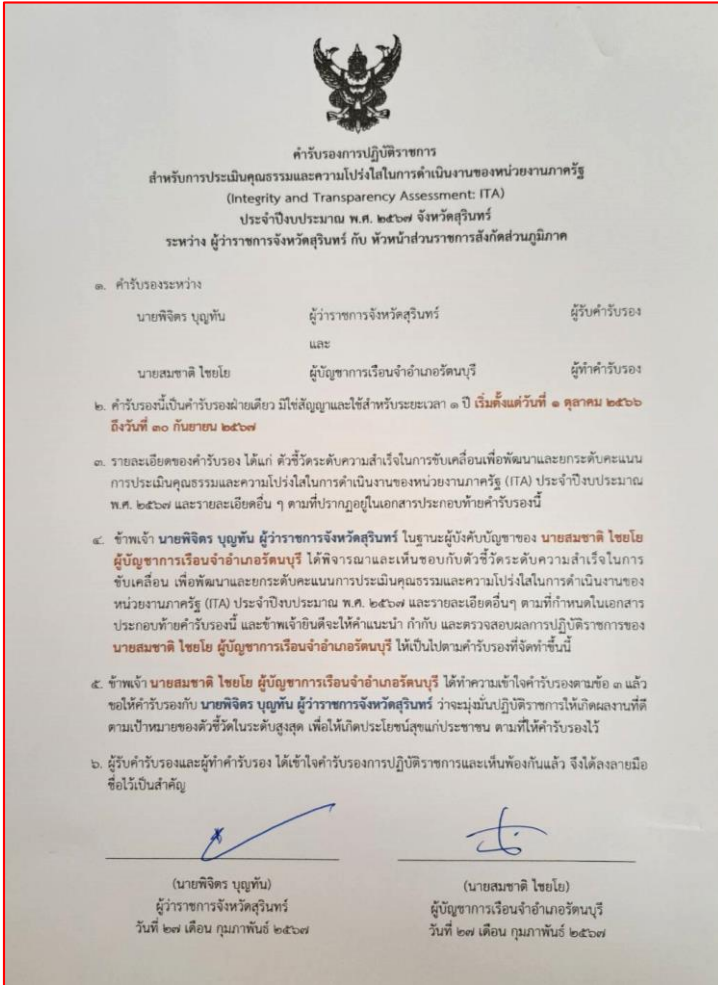 คำรับรองการปฏิบัติราชการ
สำหรับการประเมินคุณธรรมและความโปร่งใสในการดำเนินงานของหน่วยงานภาครัฐ
(Integrity and Transparency Assessment: ITA)
ประจำปีงบประมาณ พ.ศ. ๒๕๖๗ จังหวัดสุรินทร์
ระหว่าง ผู้ว่าราชการจังหวัดสุรินทร์ กับ หัวหน้าส่วนราชการสังกัดส่วนภูมิภาค
๑. คำรับรองระหว่าง
นายพิจิตร บุญทัน ผู้ว่าราชการจังหวัดสุรินทร์ ผู้รับคำรับรอง
และ
นายสมชาติ ไชยโย ผู้บัญชาการเรือนจำอำเภอรัตนบุรี ผู้ทำคำรับรอง
๒. คำรับรองนี้เป็นคำรับรองฝ่ายเดียว มิใช่สัญญาและใช้สำหรับระยะเวลา ๑ ปี เริ่มตั้งแต่วันที่ ๑ ตุลาคม ๒๕๖๖
ถึงวันที่ ๓๐ กันยายน ๒๕๖๗
๓. รายละเอียดของคำรับรอง ได้แก่ ตัวชี้วัดระดับความสำเร็จในการขับเคลื่อนเพื่อพัฒนาและยกระดับคะแนน
การประเมินคุณธรรมและความโปร่งใสในการดำเนินงานของหน่วยงานภาครัฐ (ITA) ประจำปีงบประมาณ
พ.ศ. ๒๕๖๗ และรายละเอียดอื่น ๆ ตามที่ปรากฏอยู่ในเอกสารประกอบท้ายคำรับรองนี้
๔. ข้าพเจ้า นายพิจิตร บุญทัน ผู้ว่าราชการจังหวัดสุรินทร์ ในฐานะผู้บังคับบัญชาของ นายสมชาติ ไชยโย
ผู้บัญชาการเรือนจำอำเภอรัตนบุรี ได้พิจารณาและเห็นชอบกับตัวชี้วัดระดับความสำเร็จในการ
ขับเคลื่อน เพื่อพัฒนาและยกระดับคะแนนการประเมินคุณธรรมและความโปร่งใสในการดำเนินงานของ
หน่วยงานภาครัฐ (ITA) ประจำปีงบประมาณ พ.ศ. ๒๕๖๗ และรายละเอียดอื่นๆ ตามที่กำหนดในเอกสาร
ประกอบท้ายคำรับรองนี้ และข้าพเจ้ายินดีจะให้คำแนะนำ กำกับ และตรวจสอบผลการปฏิบัติราชการของ
นายสมชาติ ไชยโย ผู้บัญชาการเรือนจำอำเภอรัตนบุรี ให้เป็นไปตามคำรับรองที่จัดทำขึ้นนี้
๕. ข้าพเจ้า นายสมชาติ ไชยโย ผู้บัญชาการเรือนจำอำเภอรัตนบุรี ได้ทำความเข้าใจคำรับรองตามข้อ ๓ แล้ว
ขอให้คำรับรองกับ นายพิจิตร บุญทัน ผู้ว่าราชการจังหวัดสุรินทร์ ว่าจะมุ่งมั่นปฏิบัติราชการให้เกิดผลงานที่ดี
ตามเป้าหมายของตัวชี้วัดในระดับสูงสุด เพื่อให้เกิดประโยชน์สุขแก่ประชาชน ตามที่ให้คำรับรองไว้
๖. ผู้รับคำรับรองและผู้ทำคำรับรอง ได้เข้าใจคำรับรองการปฏิบัติราชการและเห็นพ้องกันแล้ว จึงได้ลงลายมือ
ชื่อไว้เป็นสำคัญ
(นายพิจิตร บุญทัน) (นายสมชาติ ไชยโย)
ผู้ว่าราชการจังหวัดสุรินทร์ ผู้บัญชาการเรือนจำอำเภอรัตนบุรี
วันที่ ๒๗ เดือน กุมภาพันธ์ ๒๕๖๗ วันที่ ๒๗ เดือน กุมภาพันธ์ ๒๕๖๗